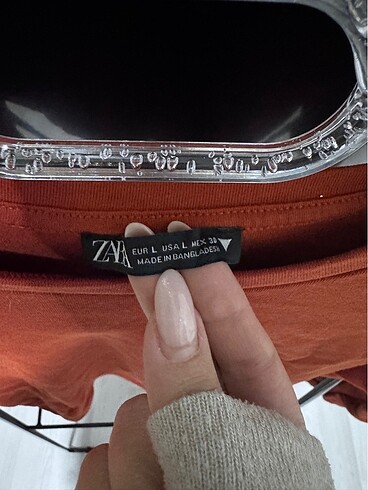 ZARA
EUR L USA L MEX 30
MADE IN BANGLADESH